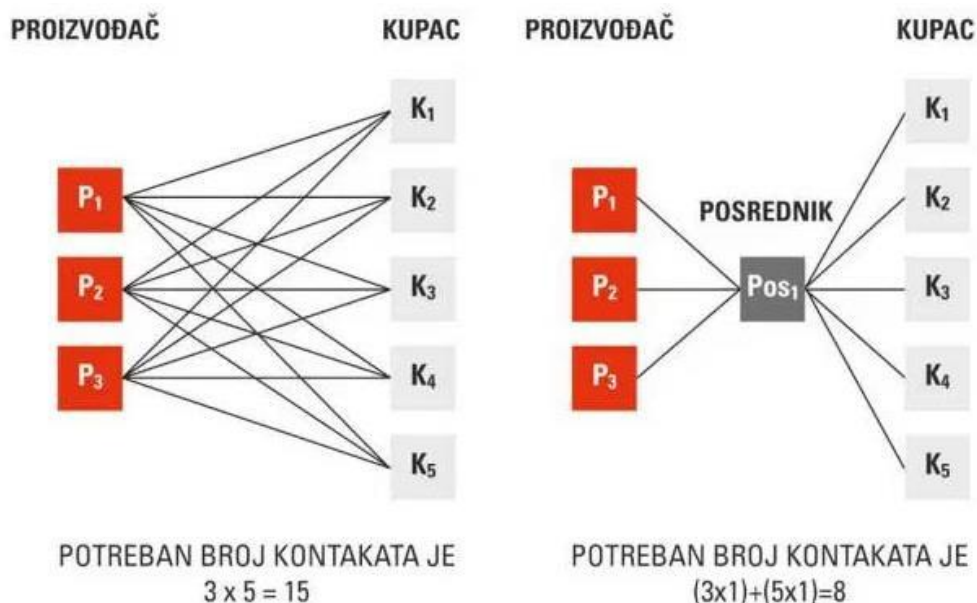 PROIZVOĐAČ
KUPAC
P₁
P₂
P₃
K₁
K₂
K₃
K₄
K₅
POTREBAN BROJ KONTAKATA JE
3 x 5 = 15
PROIZVOĐAČ
KUPAC
P₁
P₂
P₃
POSREDNIK
Pos₁
K₁
K₂
K₃
K₄
K₅
POTREBAN BROJ KONTAKATA JE
(3x1)+(5x1)=8